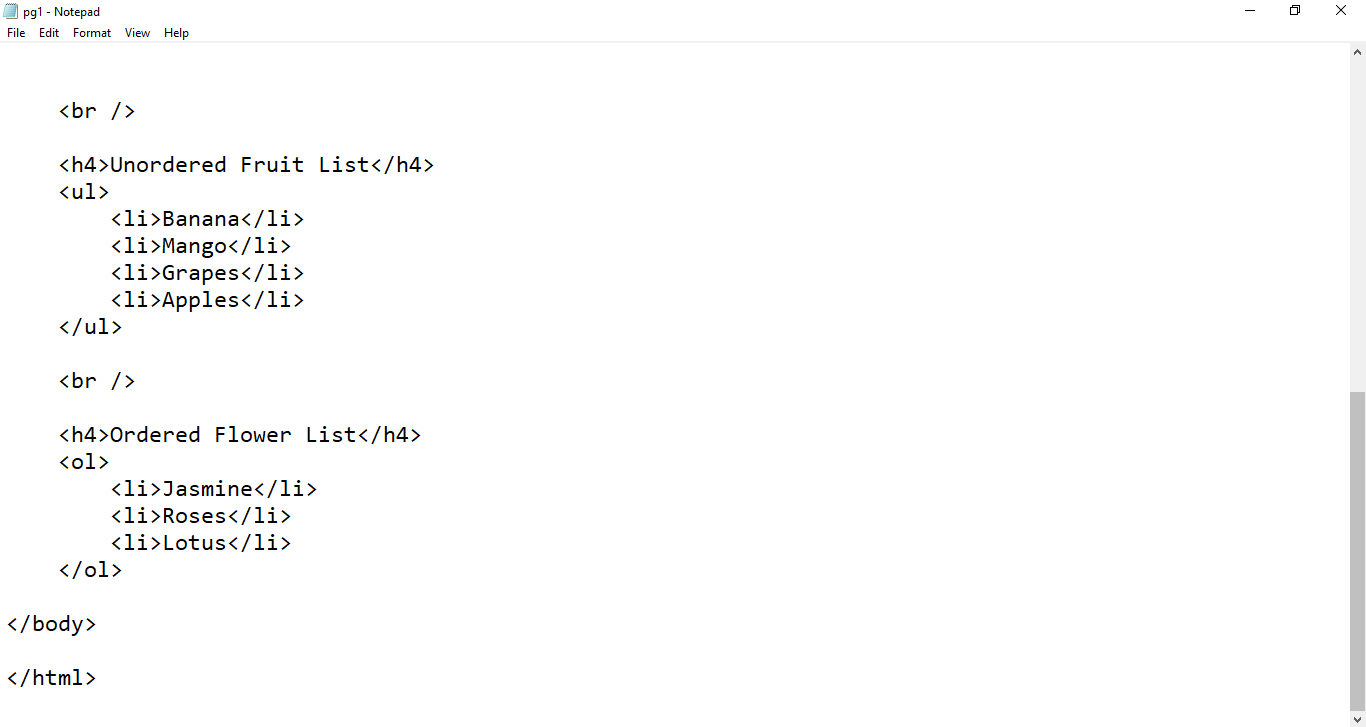 pg1 - Notepad
File Edit Format View Help
<br />
<h4>Unordered Fruit List</h4>
<ul>
<li>Banana</li>
<li>Mango</li>
<li>Grapes</li>
<li>Apples</li>
</ul>
<br />
<h4>Ordered Flower List</h4>
<ol>
<li>Jasmine</li>
<li>Roses</li>
<li>Lotus</li>
</ol>
</body>
</html>